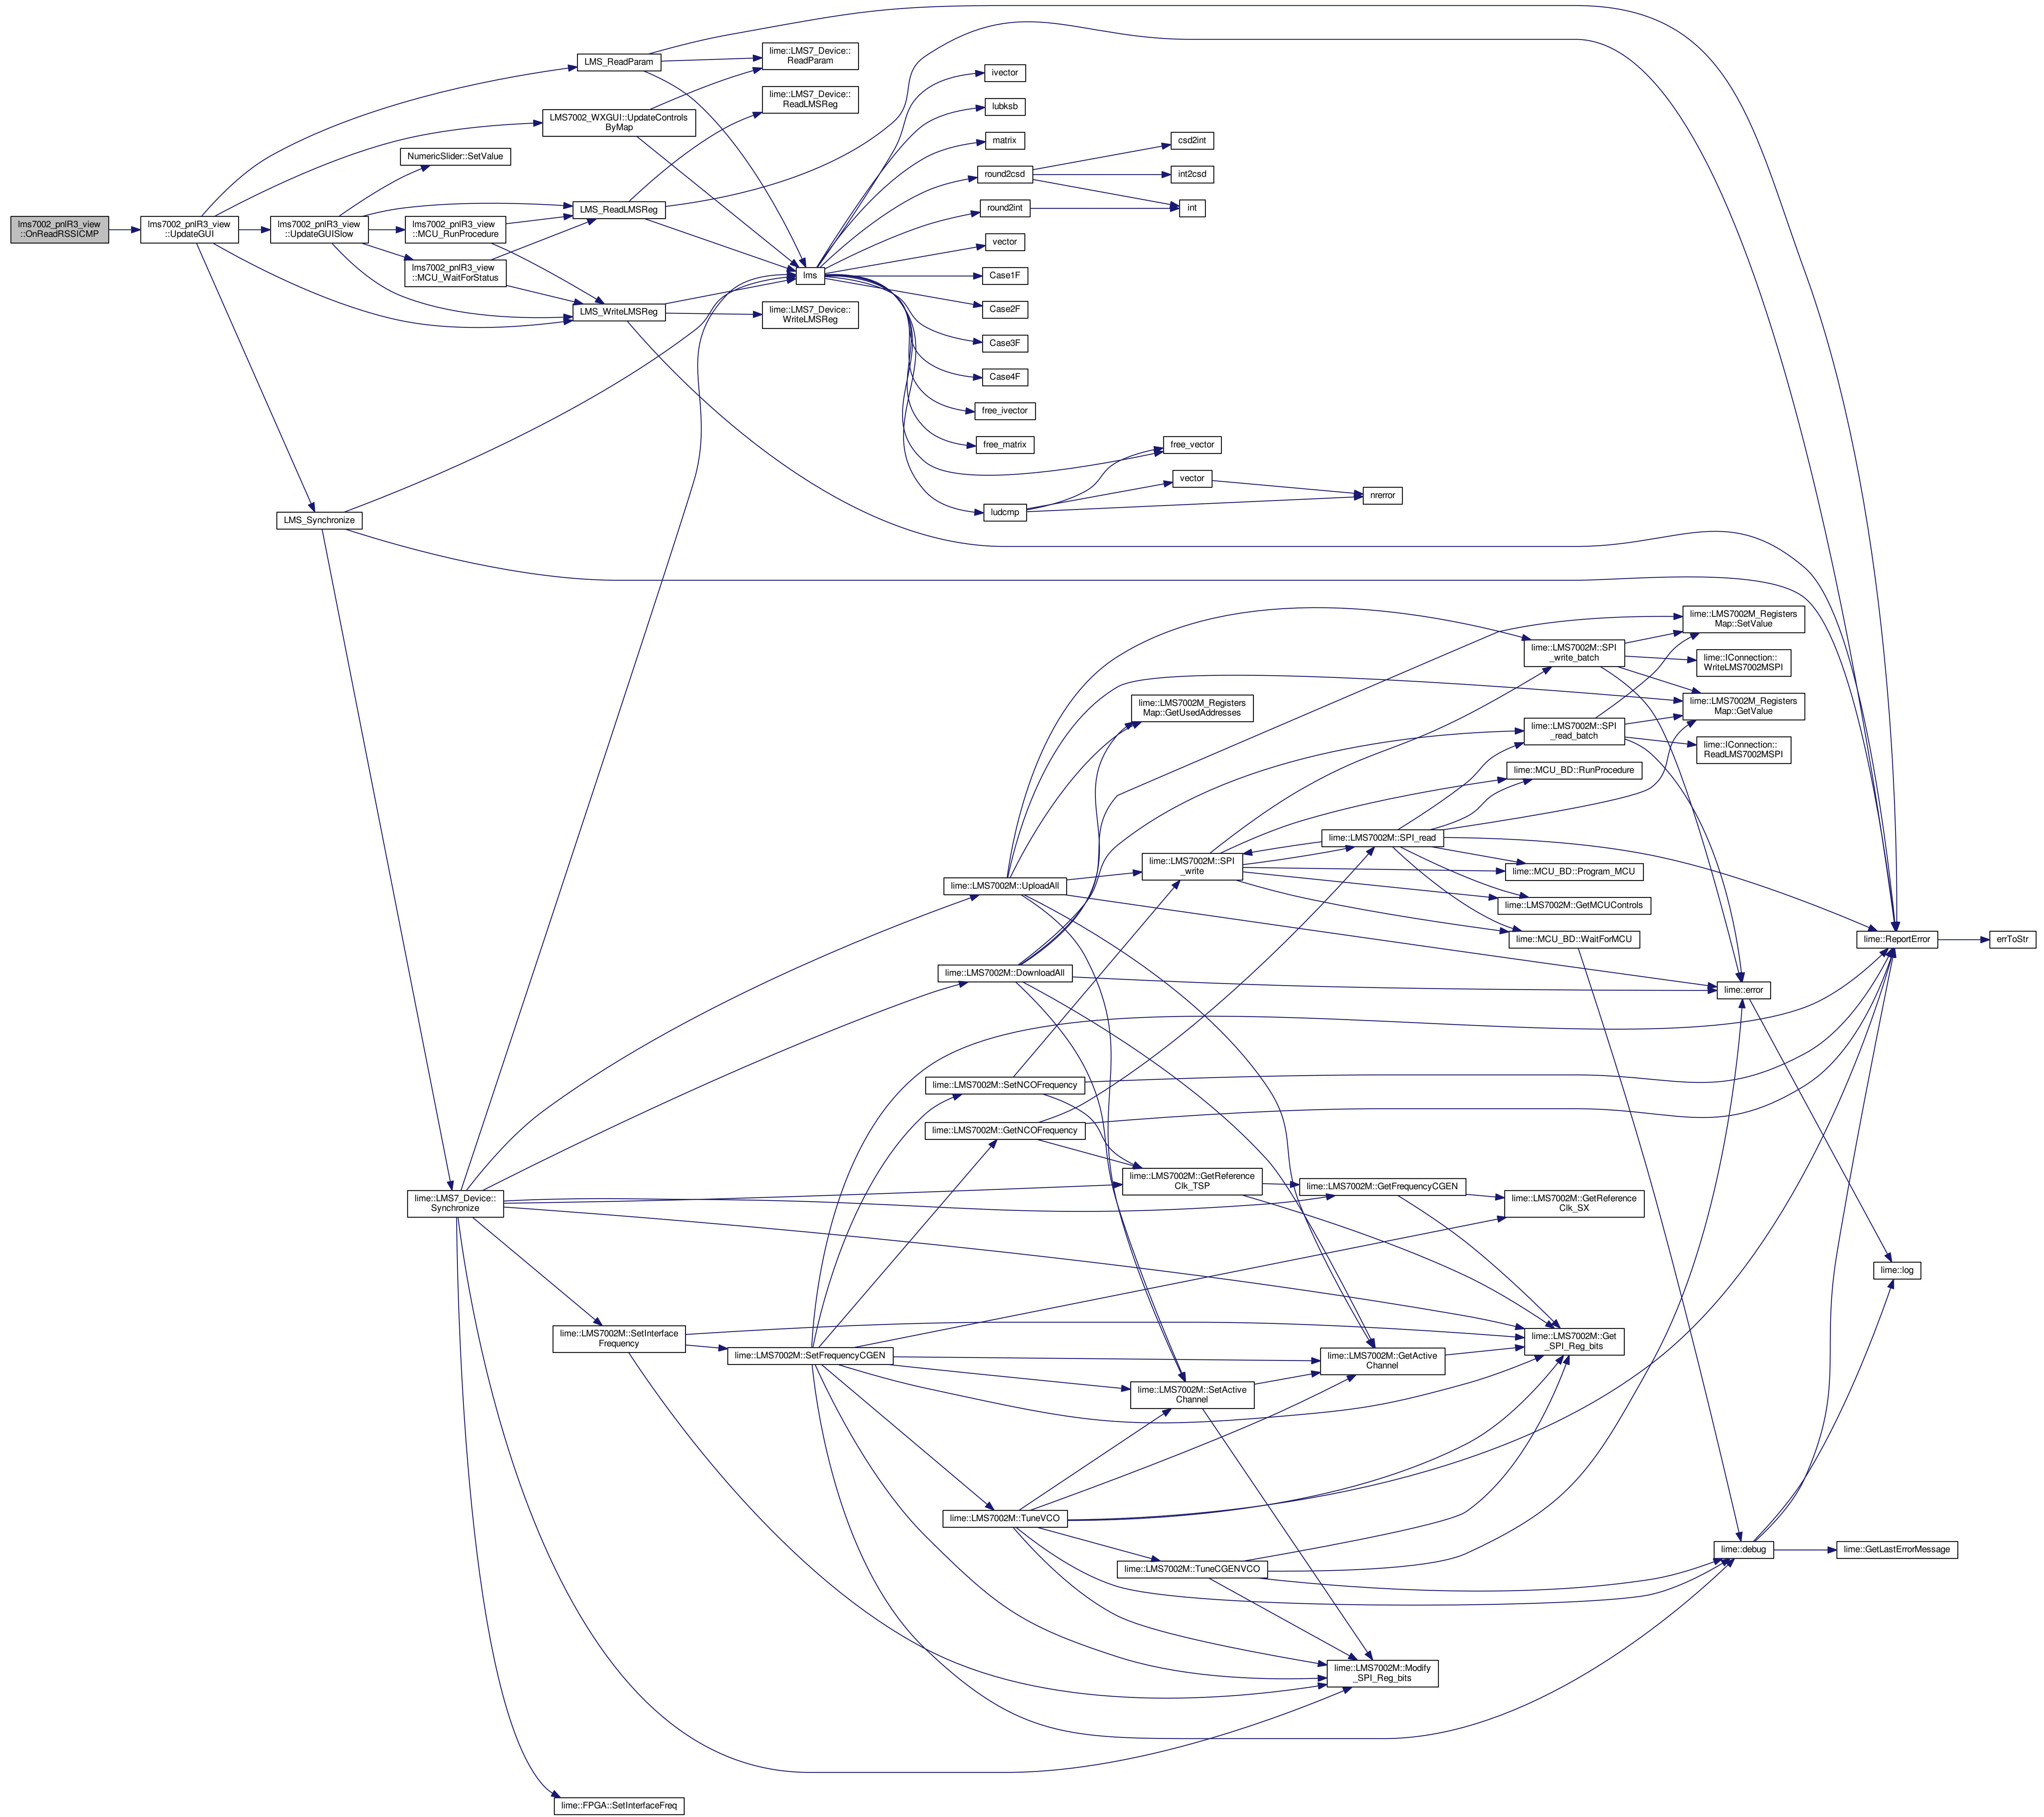 lms7002_pnlR3_view
::OnReadRSSICMP
lms7002_pnlR3_view
::UpdateGUI
LMS_ReadParam
LMS7002_WXGUI::UpdateControls
ByMap
lms7002_pnlR3_view
::UpdateGUISlow
LMS_Synchronize
NumericSlider::SetValue
lms7002_pnlR3_view
::MCU_RunProcedure
lms7002_pnlR3_view
::MCU_WaitForStatus
LMS_ReadLMSReg
LMS_WriteLMSReg
lime::LMS7_Device::
ReadParam
lime::LMS7_Device::
ReadLMSReg
lms
lime::LMS7_Device::
WriteLMSReg
ivector
lubksb
matrix
round2csd
round2int
vector
Case1F
Case2F
Case3F
Case4F
free_ivector
free_matrix
ludcmp
csd2int
int2csd
int
free_vector
vector
nrerror
lime::LMS7_Device::
Synchronize
lime::LMS7002M::SetInterface
Frequency
lime::FPGA::SetInterfaceFreq
lime::LMS7002M::SetFrequencyCGEN
lime::LMS7002M::UploadAll
lime::LMS7002M::DownloadAll
lime::LMS7002M::SetNCOFrequency
lime::LMS7002M::GetNCOFrequency
lime::LMS7002M::TuneVCO
lime::LMS7002M_Registers
Map::GetUsedAddresses
lime::LMS7002M::SPI
_write
lime::LMS7002M::GetReference
Clk_TSP
lime::LMS7002M::SetActive
Channel
lime::LMS7002M::TuneCGENVCO
lime::LMS7002M::SPI_read
lime::LMS7002M::GetFrequencyCGEN
lime::LMS7002M::GetActive
Channel
lime::LMS7002M::Modify
_SPI_Reg_bits
lime::LMS7002M::SPI
_write_batch
lime::LMS7002M::SPI
_read_batch
lime::MCU_BD::RunProcedure
lime::MCU_BD::Program_MCU
lime::LMS7002M::GetMCUControls
lime::MCU_BD::WaitForMCU
lime::LMS7002M::GetReference
Clk_SX
lime::LMS7002M::Get
_SPI_Reg_bits
lime::LMS7002M_Registers
Map::SetValue
lime::IConnection::
WriteLMS7002MSPI
lime::LMS7002M_Registers
Map::GetValue
lime::IConnection::
ReadLMS7002MSPI
lime::error
lime::debug
lime::ReportError
lime::log
lime::GetLastErrorMessage
errToStr